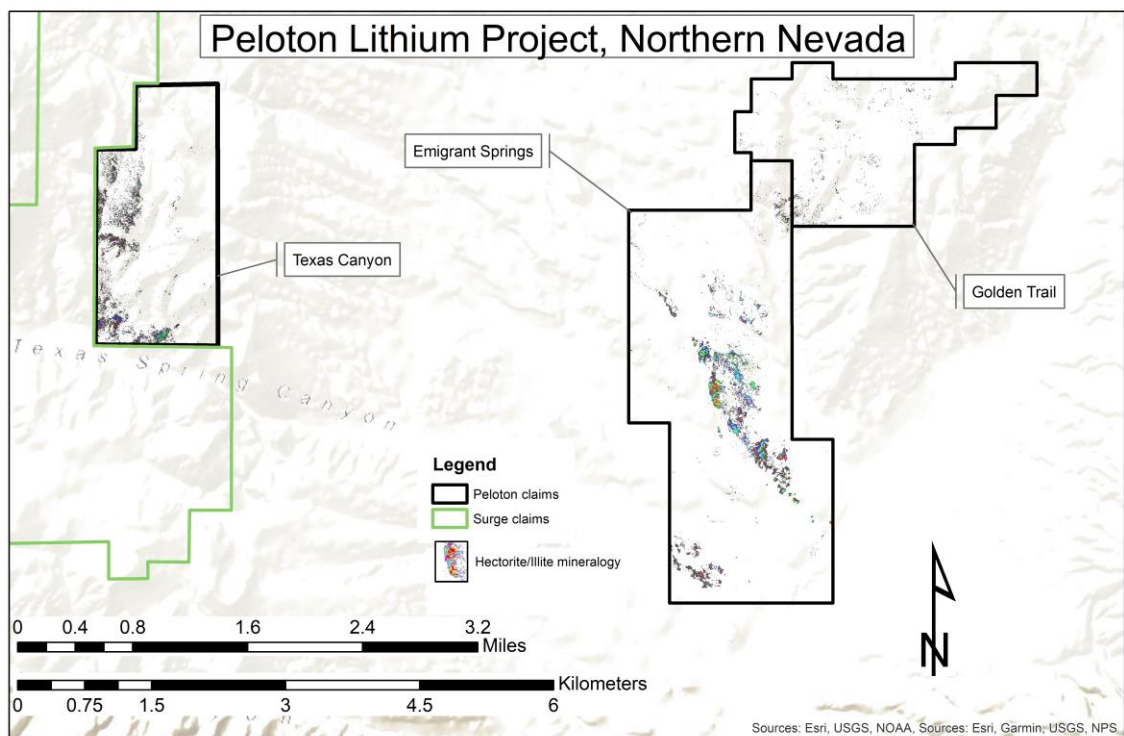 Peloton Lithium Project, Northern Nevada
Emigrant Springs
Texas Canyon
Golden Trail
Texas Spring Canyon
Legend
Peloton claims
Surge claims
Hectorite/Illite mineralogy
0 0.4 0.8 1.6 2.4 3.2
Miles
Kilometers
0 0.75 1.5 3 4.5 6
N
Sources: Esri, USGS, NOAA, Sources: Esri, Garmin, USGS, NPS